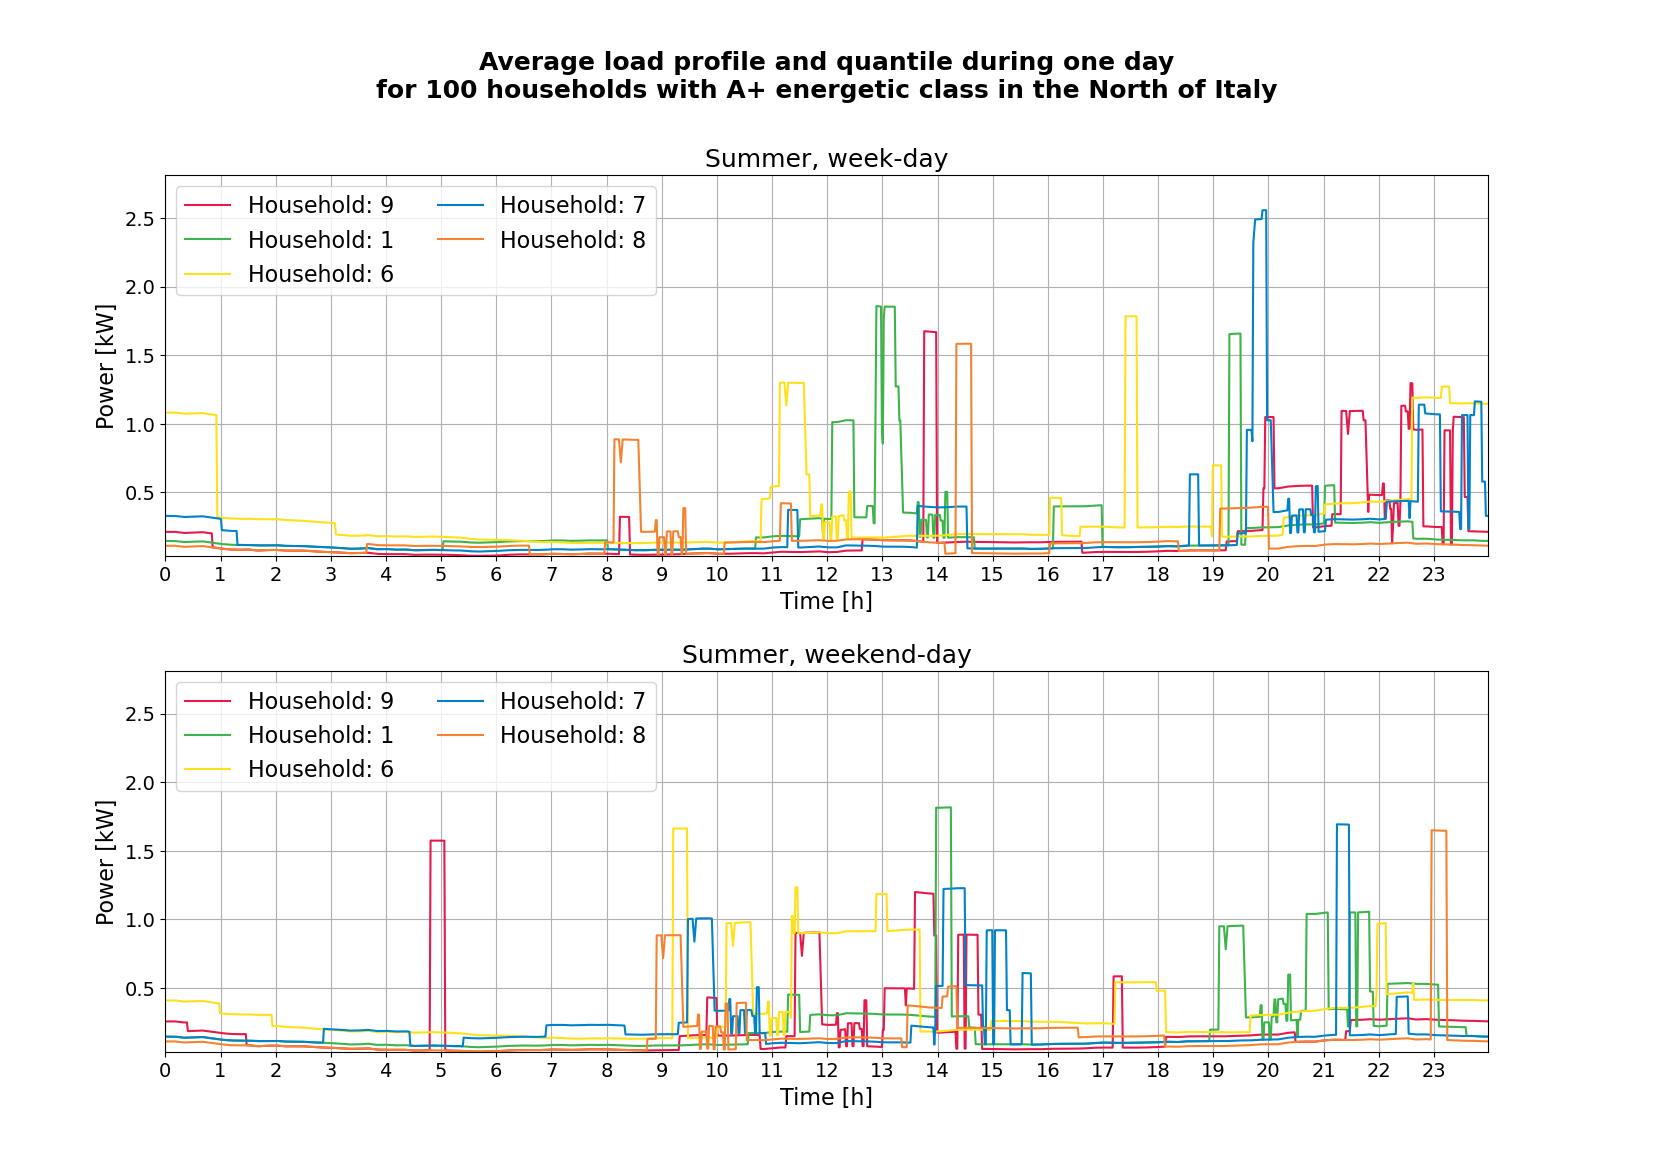 Average load profile and quantile during one day
for 100 households with A+ energetic class in the North of Italy
Summer, week-day
Household: 9
Household: 1
Household: 6
Household: 7
Household: 8
Power [kW]
2.5
2.0
1.5
1.0
0.5
0 1 2 3 4 5 6 7 8 9 10 11 12 13 14 15 16 17 18 19 20 21 22 23
Time [h]
Summer, weekend-day
Household: 9
Household: 1
Household: 6
Household: 7
Household: 8
Power [kW]
2.5
2.0
1.5
1.0
0.5
0 1 2 3 4 5 6 7 8 9 10 11 12 13 14 15 16 17 18 19 20 21 22 23
Time [h]